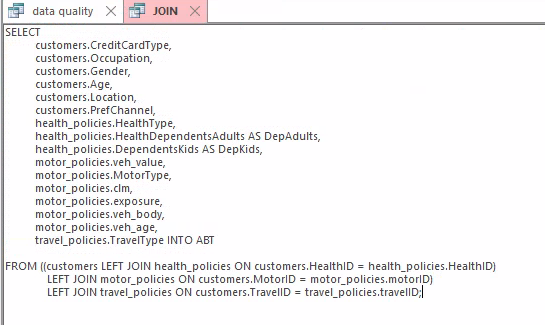 data quality
JOIN
SELECT
customers.CreditCardType,
customers.Occupation,
customers.Gender,
customers.Age,
customers.Location,
customers.PrefChannel,
health_policies.HealthType,
health_policies.HealthDependentsAdults AS DepAdults,
health_policies.DependentsKids AS DepKids,
motor_policies.veh_value,
motor_policies.MotorType,
motor_policies.clm,
motor_policies.exposure,
motor_policies.veh_body,
motor_policies.veh_age,
travel_policies.TravelType INTO ABT
FROM ((customers LEFT JOIN health_policies ON customers.HealthID = health_policies.HealthID)
LEFT JOIN motor_policies ON customers.MotorID = motor_policies.motorID)
LEFT JOIN travel_policies ON customers.TravelID = travel_policies.travelID;